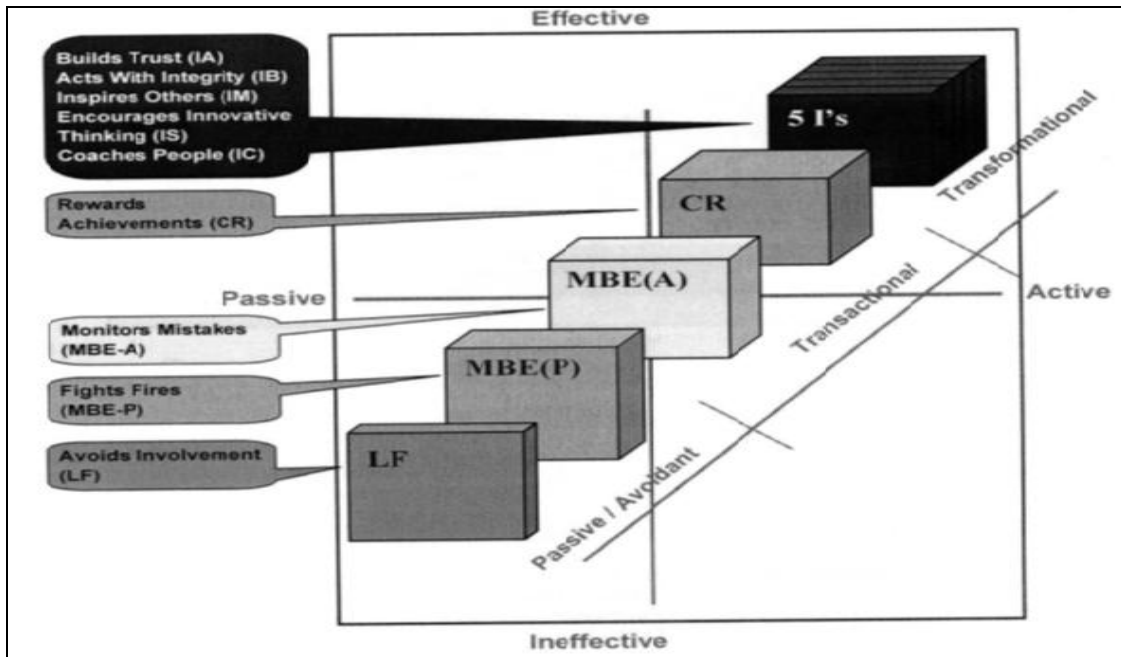 Effective
Builds Trust (IA)
Acts With Integrity (IB)
Inspires Others (IM)
Encourages Innovative
Thinking (IS)
Coaches People (IC)
5 I's
Transformational
Rewards
Achievements (CR)
CR
Passive
MBE(A)
Transactional
Active
Monitors Mistakes
(MBE-A)
MBE(P)
Fights Fires
(MBE-P)
Avoids Involvement
(LF)
LF
Passive / Avoidant
Ineffective